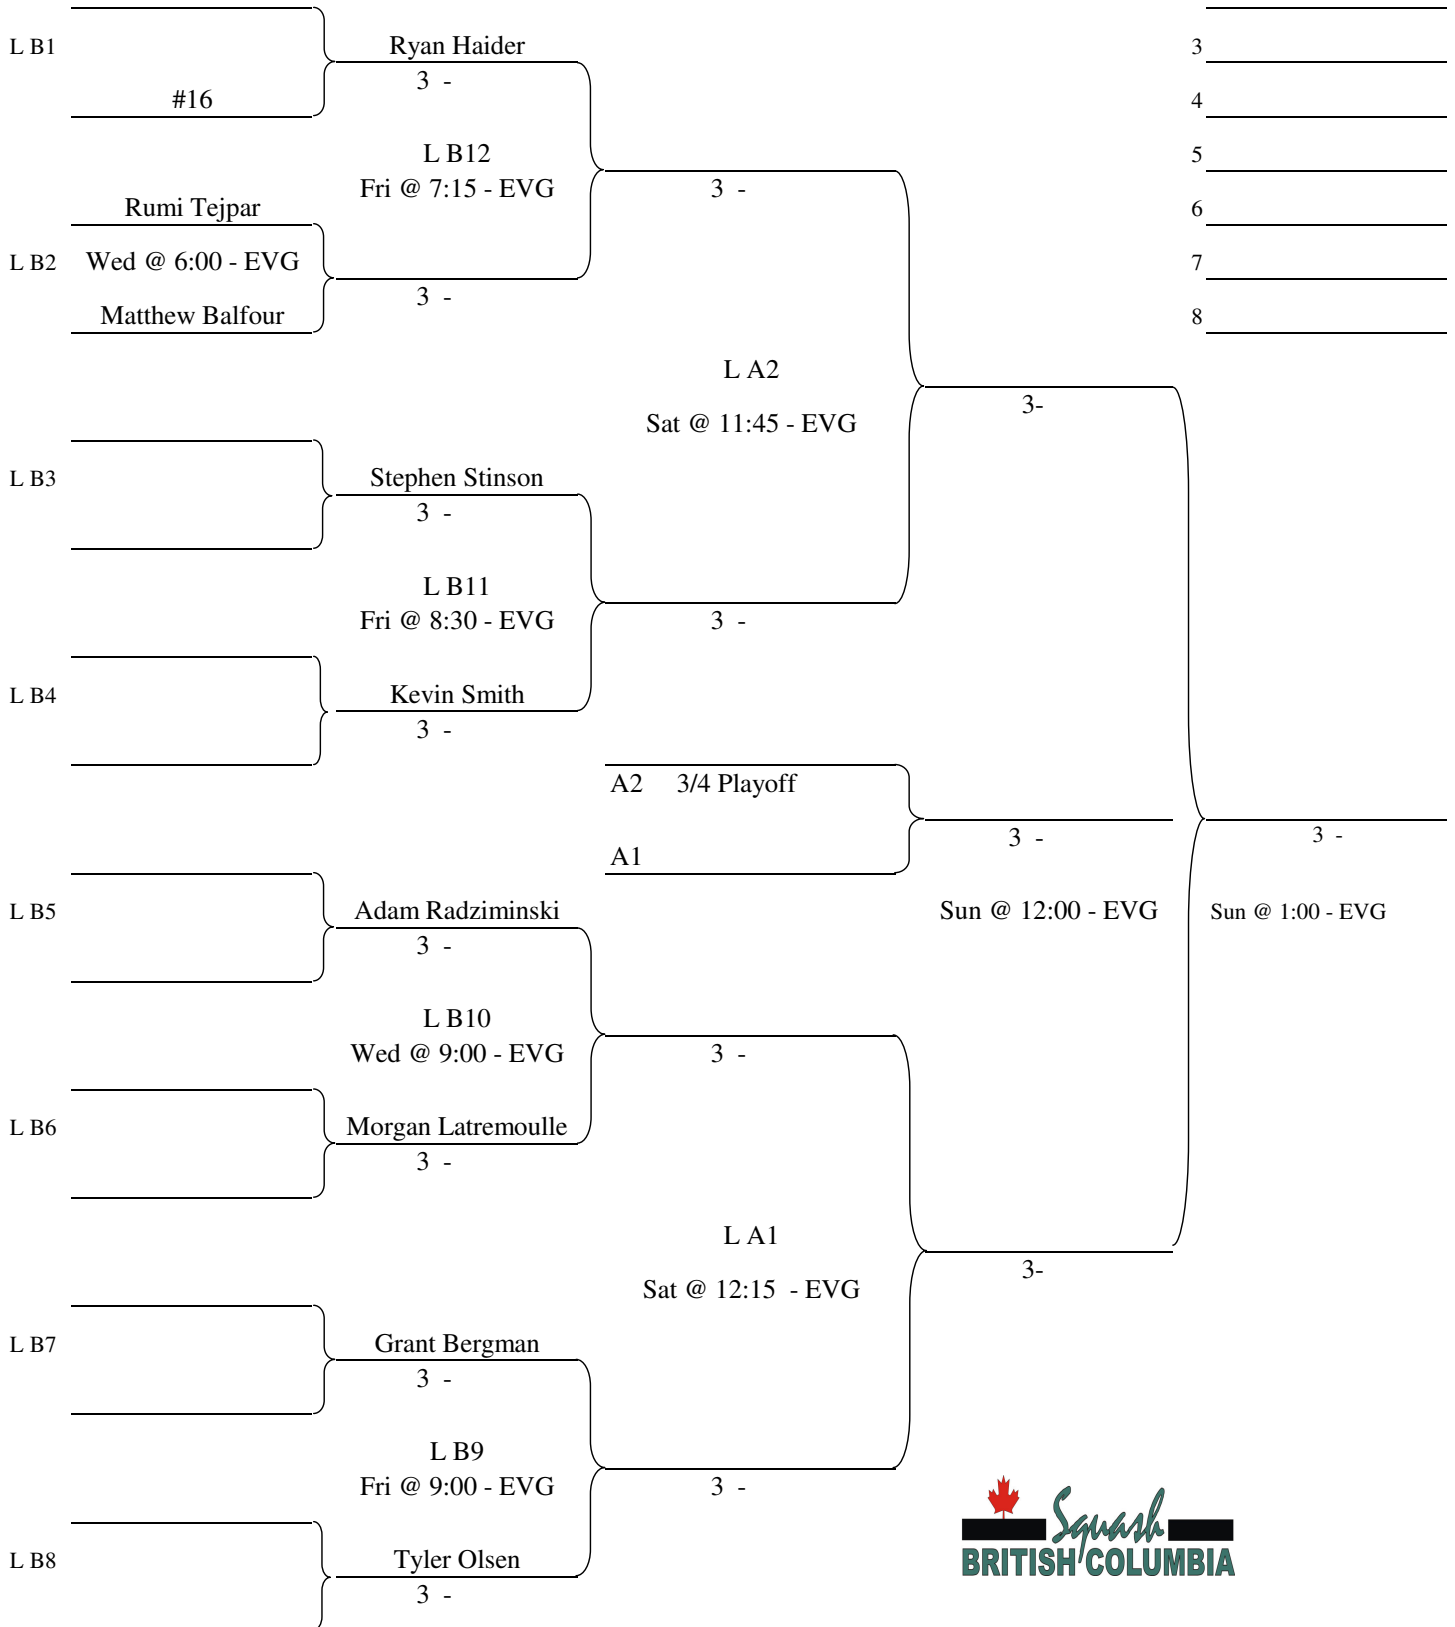 L B1
Ryan Haider
3
3 -
#16
4
L B12
5
Fri @ 7:15 - EVG
3 -
Rumi Tejpar
6
L B2 Wed @ 6:00 - EVG
7
3 -
Matthew Balfour
8
L A2
3-
Sat @ 11:45 - EVG
L B3
Stephen Stinson
3 -
L B11
Fri @ 8:30 - EVG
3 -
L B4
Kevin Smith
3 -
A2 3/4 Playoff
3 -
3 -
A1
L B5
Adam Radziminski
Sun @ 12:00 - EVG
Sun @ 1:00 - EVG
3 -
L B10
Wed @ 9:00 - EVG
3 -
L B6
Morgan Latremoulle
3 -
L A1
3-
Sat @ 12:15 - EVG
L B7
Grant Bergman
3 -
L B9
Fri @ 9:00 - EVG
3 -
Squash
BRITISH COLUMBIA
L B8
Tyler Olsen
3 -